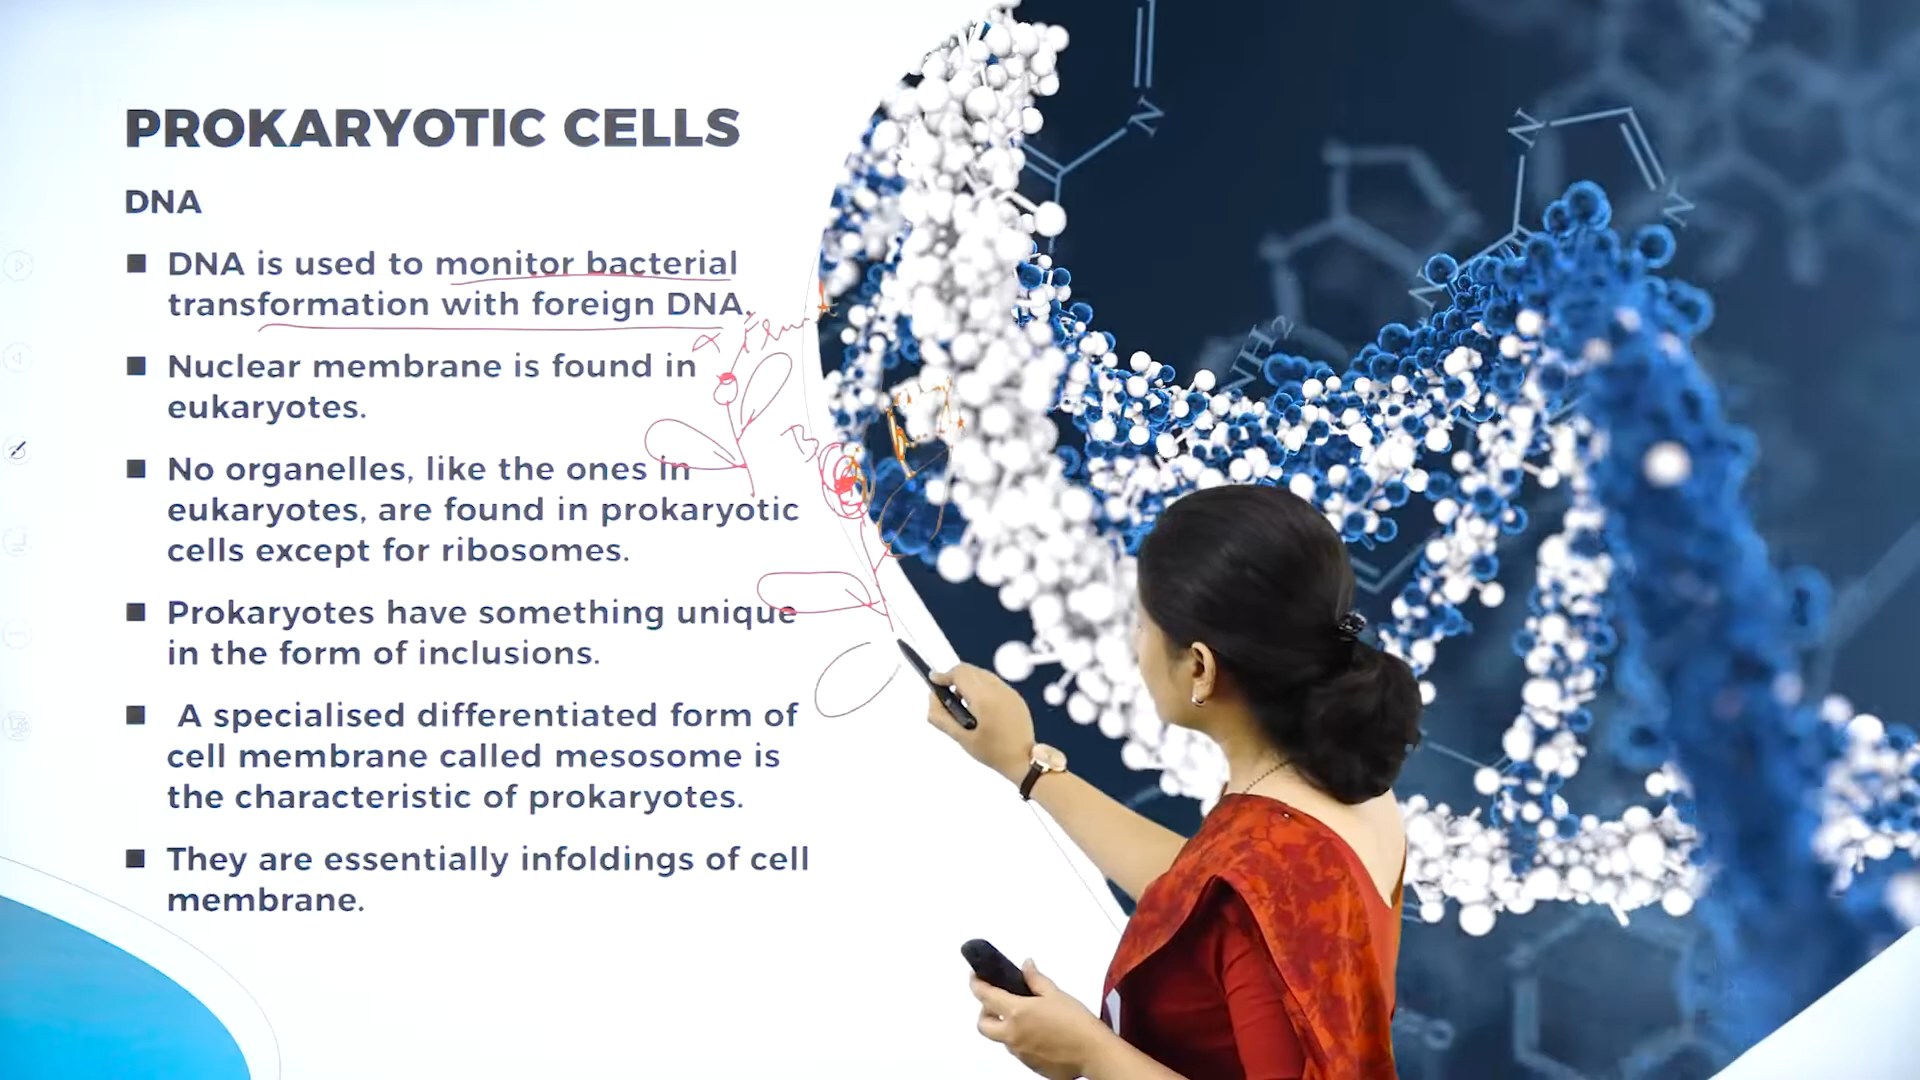 PROKARYOTIC CELLS
DNA
■ DNA is used to monitor bacterial
transformation with foreign DNA.
■ Nuclear membrane is found in
eukaryotes.
■ No organelles, like the ones in
eukaryotes, are found in prokaryotic
cells except for ribosomes.
■ Prokaryotes have something unique
in the form of inclusions.
■ A specialised differentiated form of
cell membrane called mesosome is
the characteristic of prokaryotes.
■ They are essentially infoldings of cell
membrane.
N
N
N
N
NH2
B